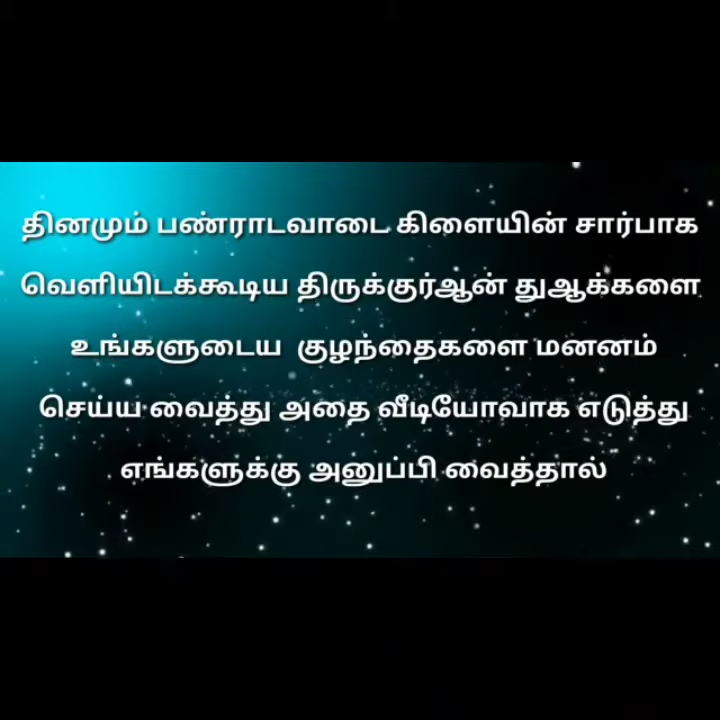 தினமும் பண்ராடவாடை கிளையின் சார்பாக
வெளியிடக்கூடிய திருக்குர்ஆன் துஆக்களை
உங்களுடைய குழந்தைகளை மனனம்
செய்ய வைத்து அதை வீடியோவாக எடுத்து
எங்களுக்கு அனுப்பி வைத்தால்